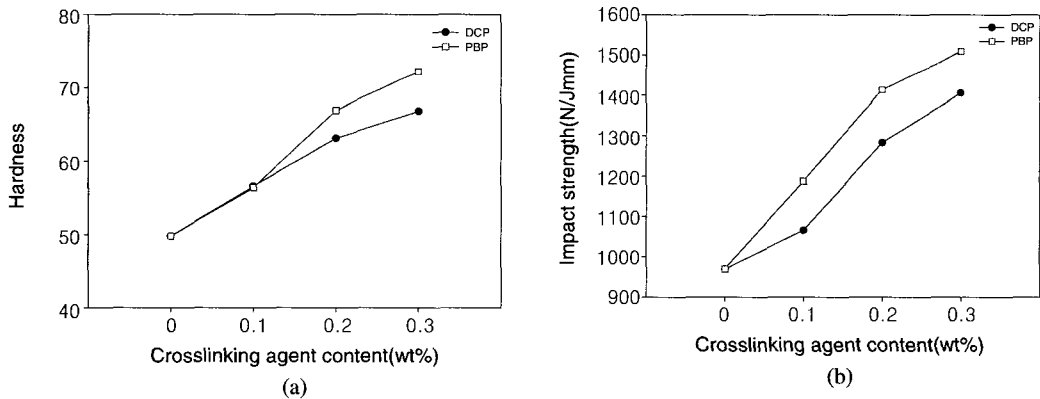 80
70
60
50
40
Hardness
DCP
PBP
0 0.1 0.2 0.3
Crosslinking agent content(wt%)
(a)
1600
1500
1400
1300
1200
1100
1000
900
Impact strength(N/Jmm)
DCP
PBP
0 0.1 0.2 0.3
Crosslinking agent content(wt%)
(b)